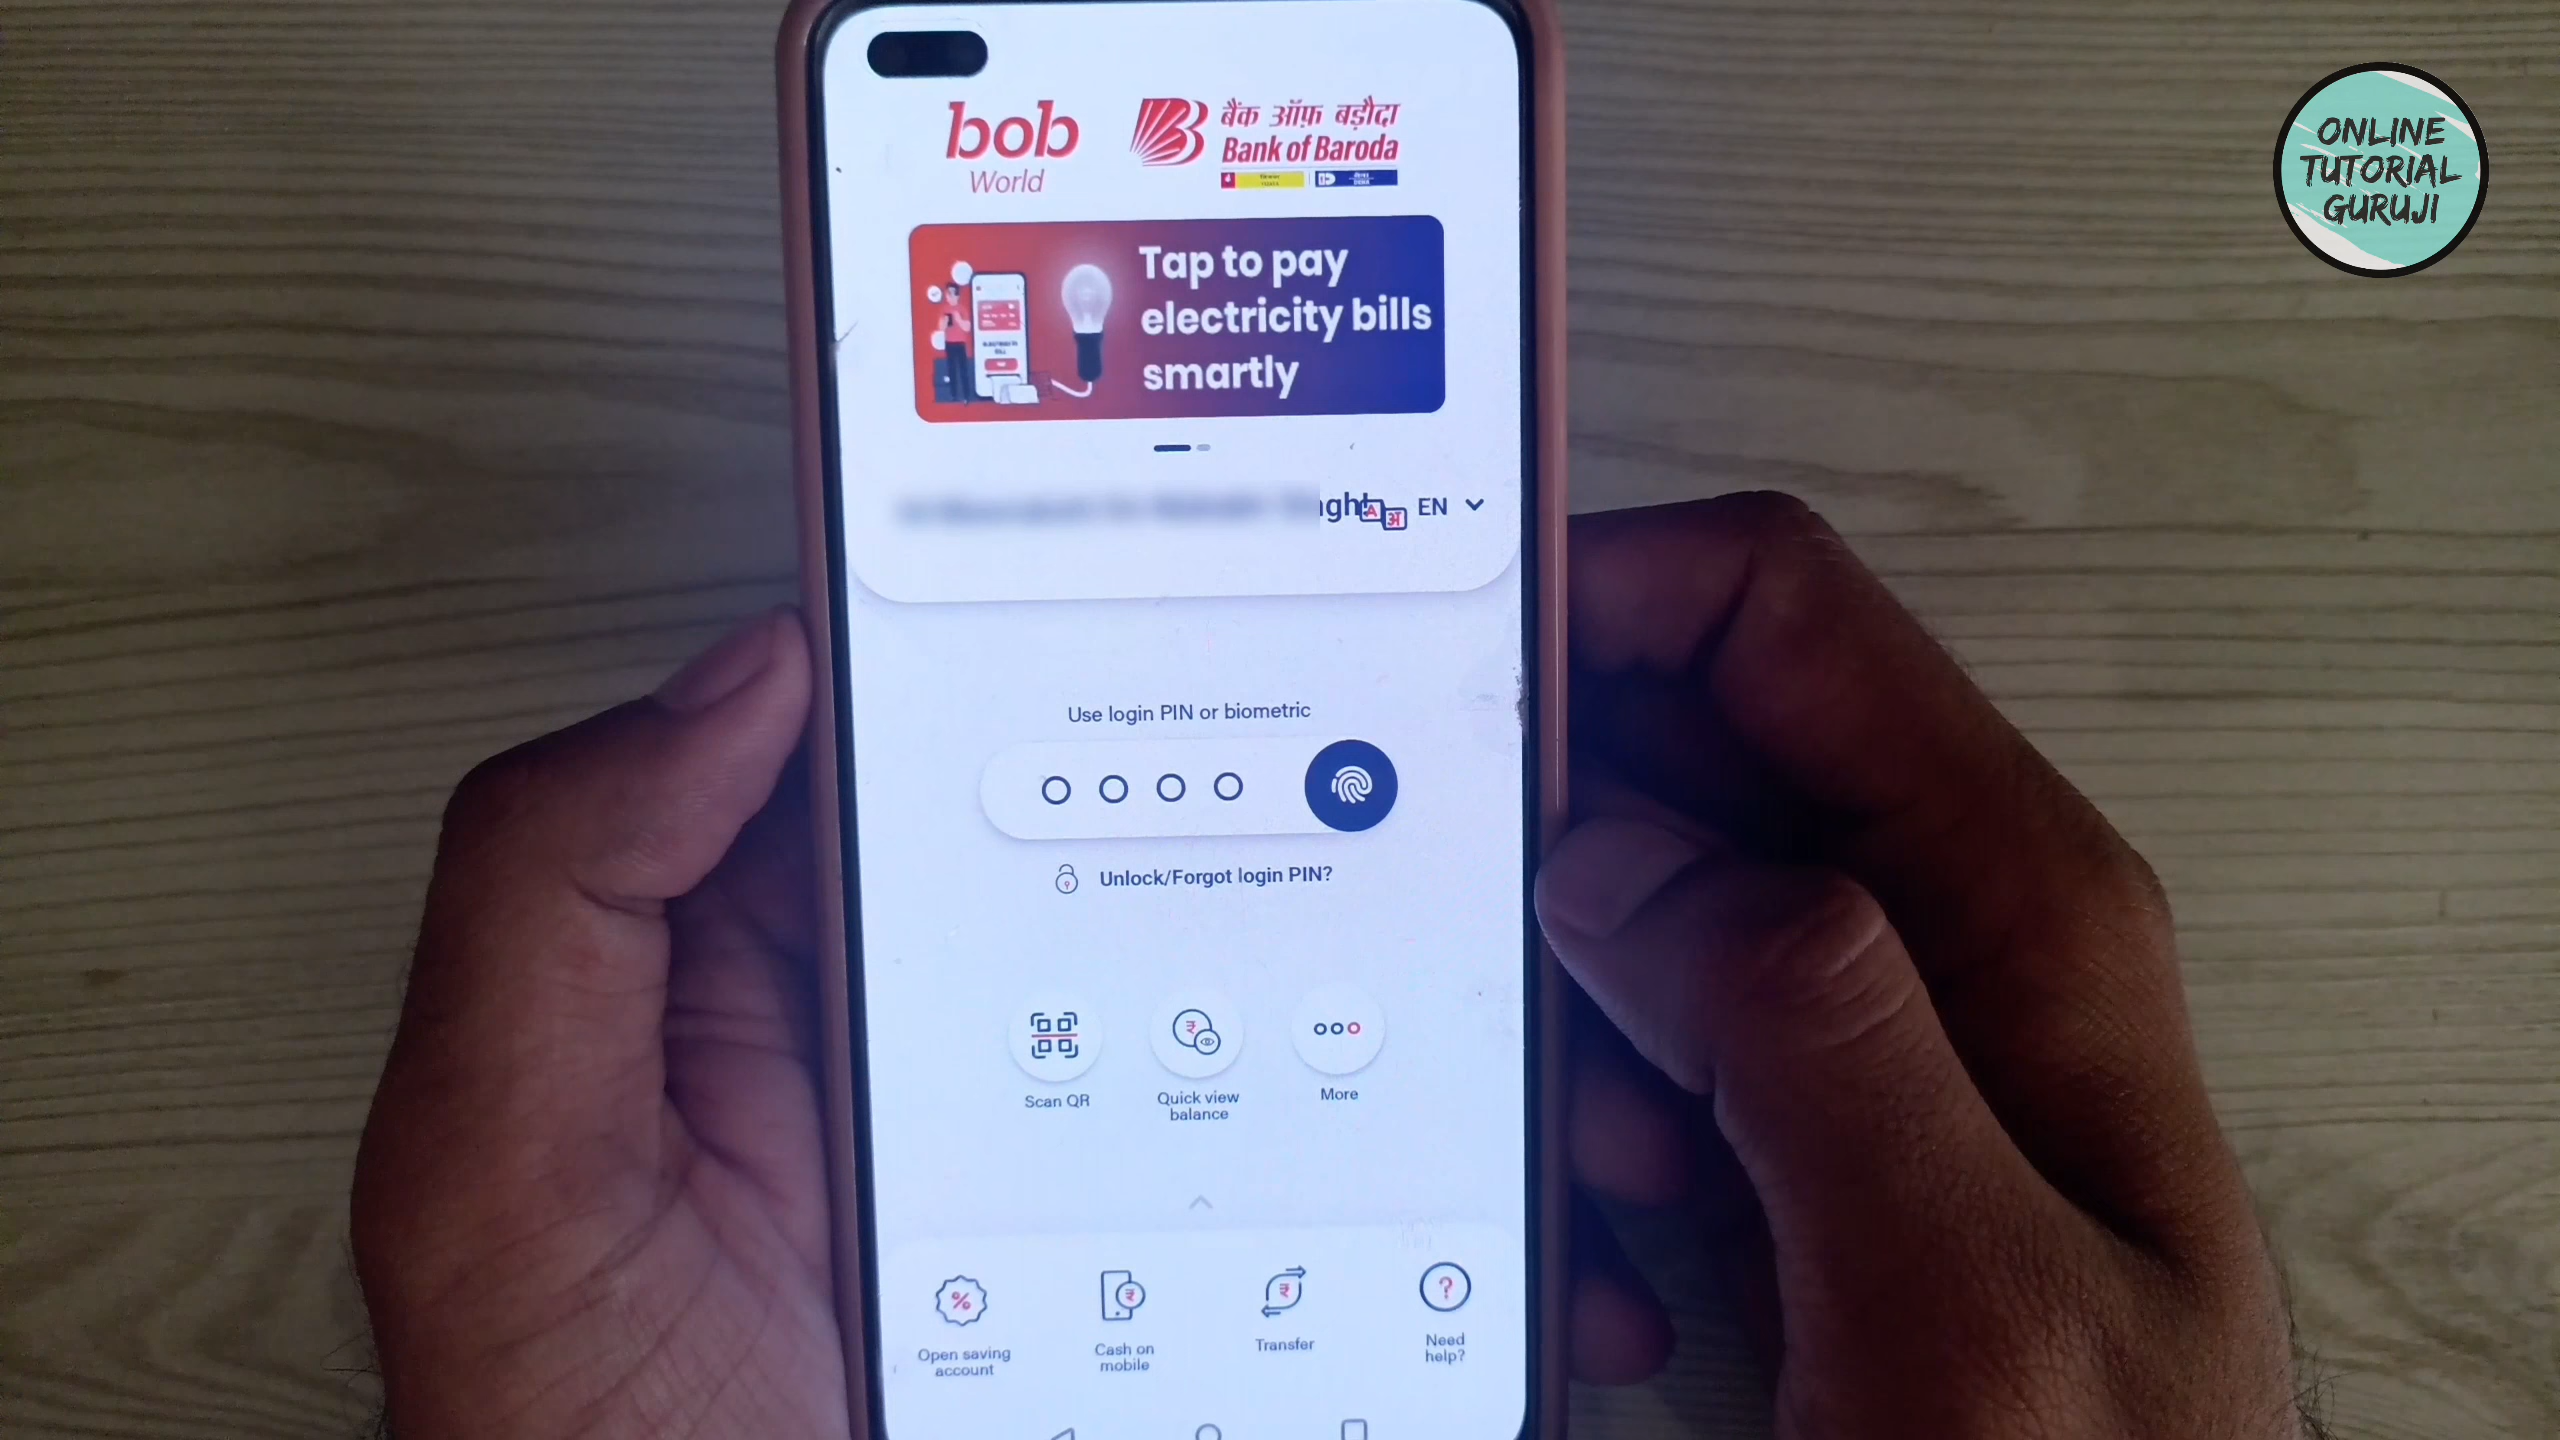 bob
World
बैंक ऑफ़ बड़ौदा
Bank of Baroda
Tap to pay
electricity bills
smartly
EN
Use login PIN or biometric
Unlock/Forgot login PIN?
Scan QR
Quick view
balance
More
Open saving
account
Cash on
mobile
Transfer
Need
help?
ONLINE
TUTORIAL
GURUJI